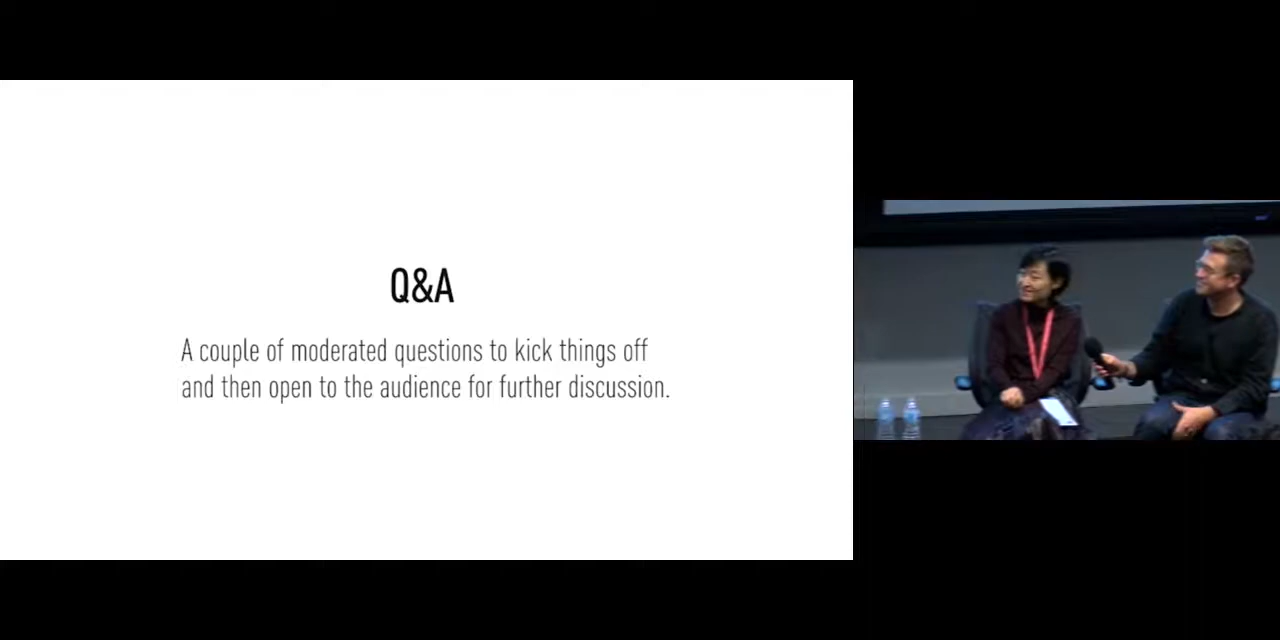 Q&A
A couple of moderated questions to kick things off
and then open to the audience for further discussion.